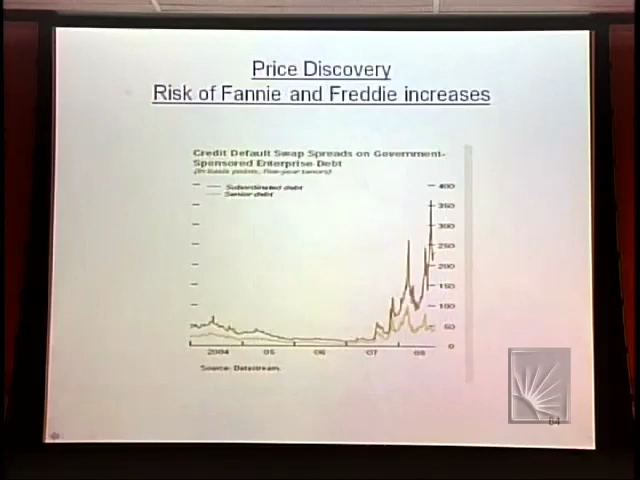 Price Discovery
Risk of Fannie and Freddie increases
Credit Default Swap Spreads on Government-
Sponsored Enterprise Debt
(In basis points, five-year tenors)
Subordinated debt
Senior debt
400
350
300
250
200
150
100
50
0
2004 05 06 07 08
Source: Datastream.
64